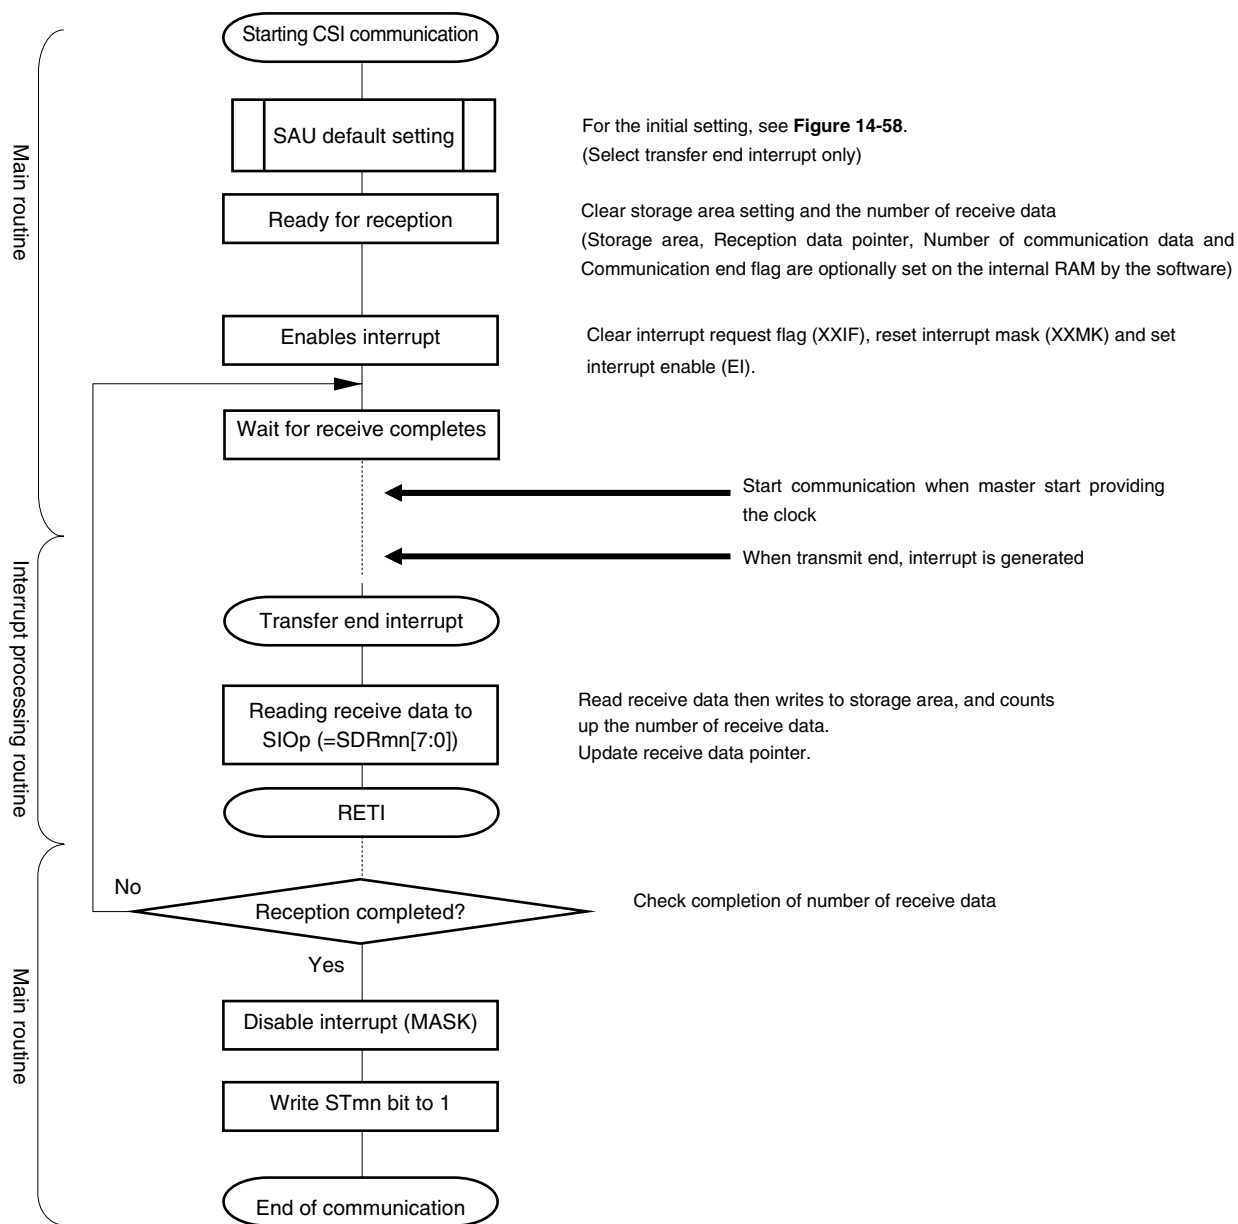 Starting CSI communication
Main routine
SAU default setting
For the initial setting, see Figure 14-58.
(Select transfer end interrupt only)
Ready for reception
Clear storage area setting and the number of receive data
(Storage area, Reception data pointer, Number of communication data and
Communication end flag are optionally set on the internal RAM by the software)
Enables interrupt
Clear interrupt request flag (XXIF), reset interrupt mask (XXMK) and set
interrupt enable (EI).
Wait for receive completes
Start communication when master start providing
the clock
When transmit end, interrupt is generated
Interrupt processing routine
Transfer end interrupt
Reading receive data to
SIOp (=SDRmn[7:0])
Read receive data then writes to storage area, and counts
up the number of receive data.
Update receive data pointer.
RETI
No
Reception completed?
Check completion of number of receive data
Yes
Main routine
Disable interrupt (MASK)
Write STmn bit to 1
End of communication